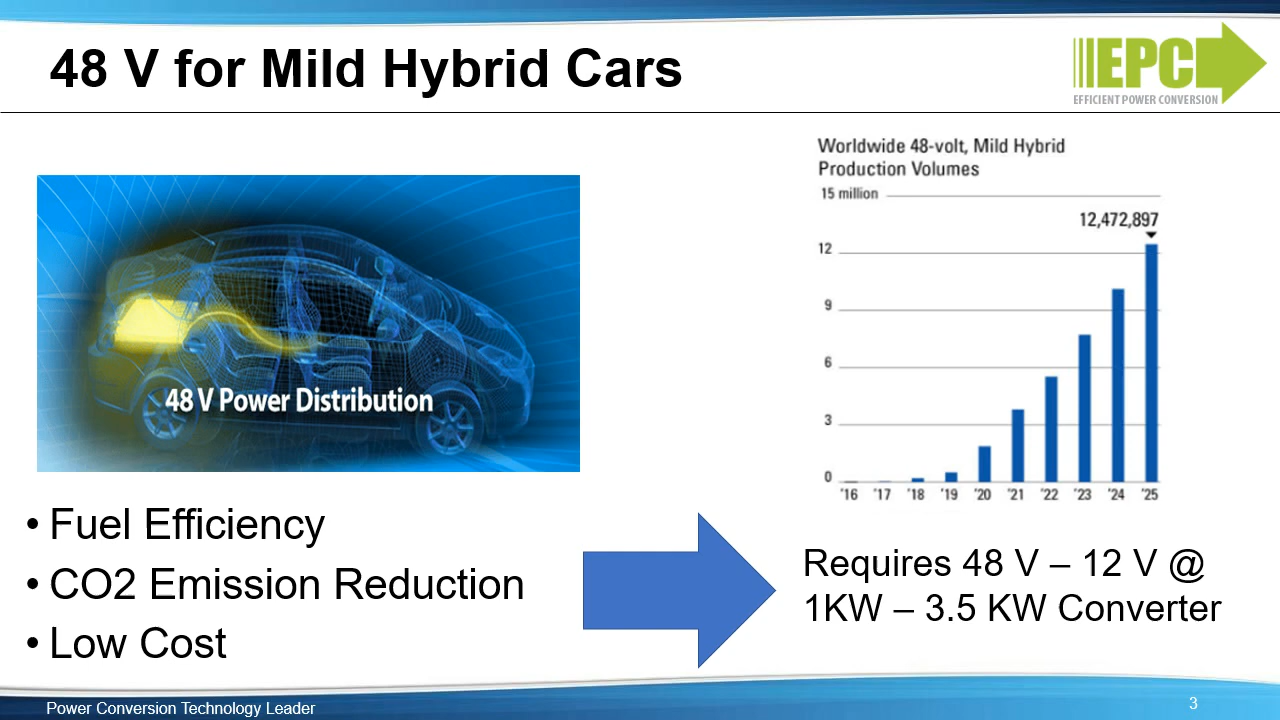 48 V for Mild Hybrid Cars
EPC
EFFICIENT POWER CONVERSION
48 V Power Distribution
Worldwide 48-volt, Mild Hybrid
Production Volumes
15 million
12,472,897
12
9
6
3
0
'16 '17 '18 '19 '20 '21 '22 '23 '24 '25
• Fuel Efficiency
• CO2 Emission Reduction
• Low Cost
Requires 48 V – 12 V @
1KW – 3.5 KW Converter
Power Conversion Technology Leader
3